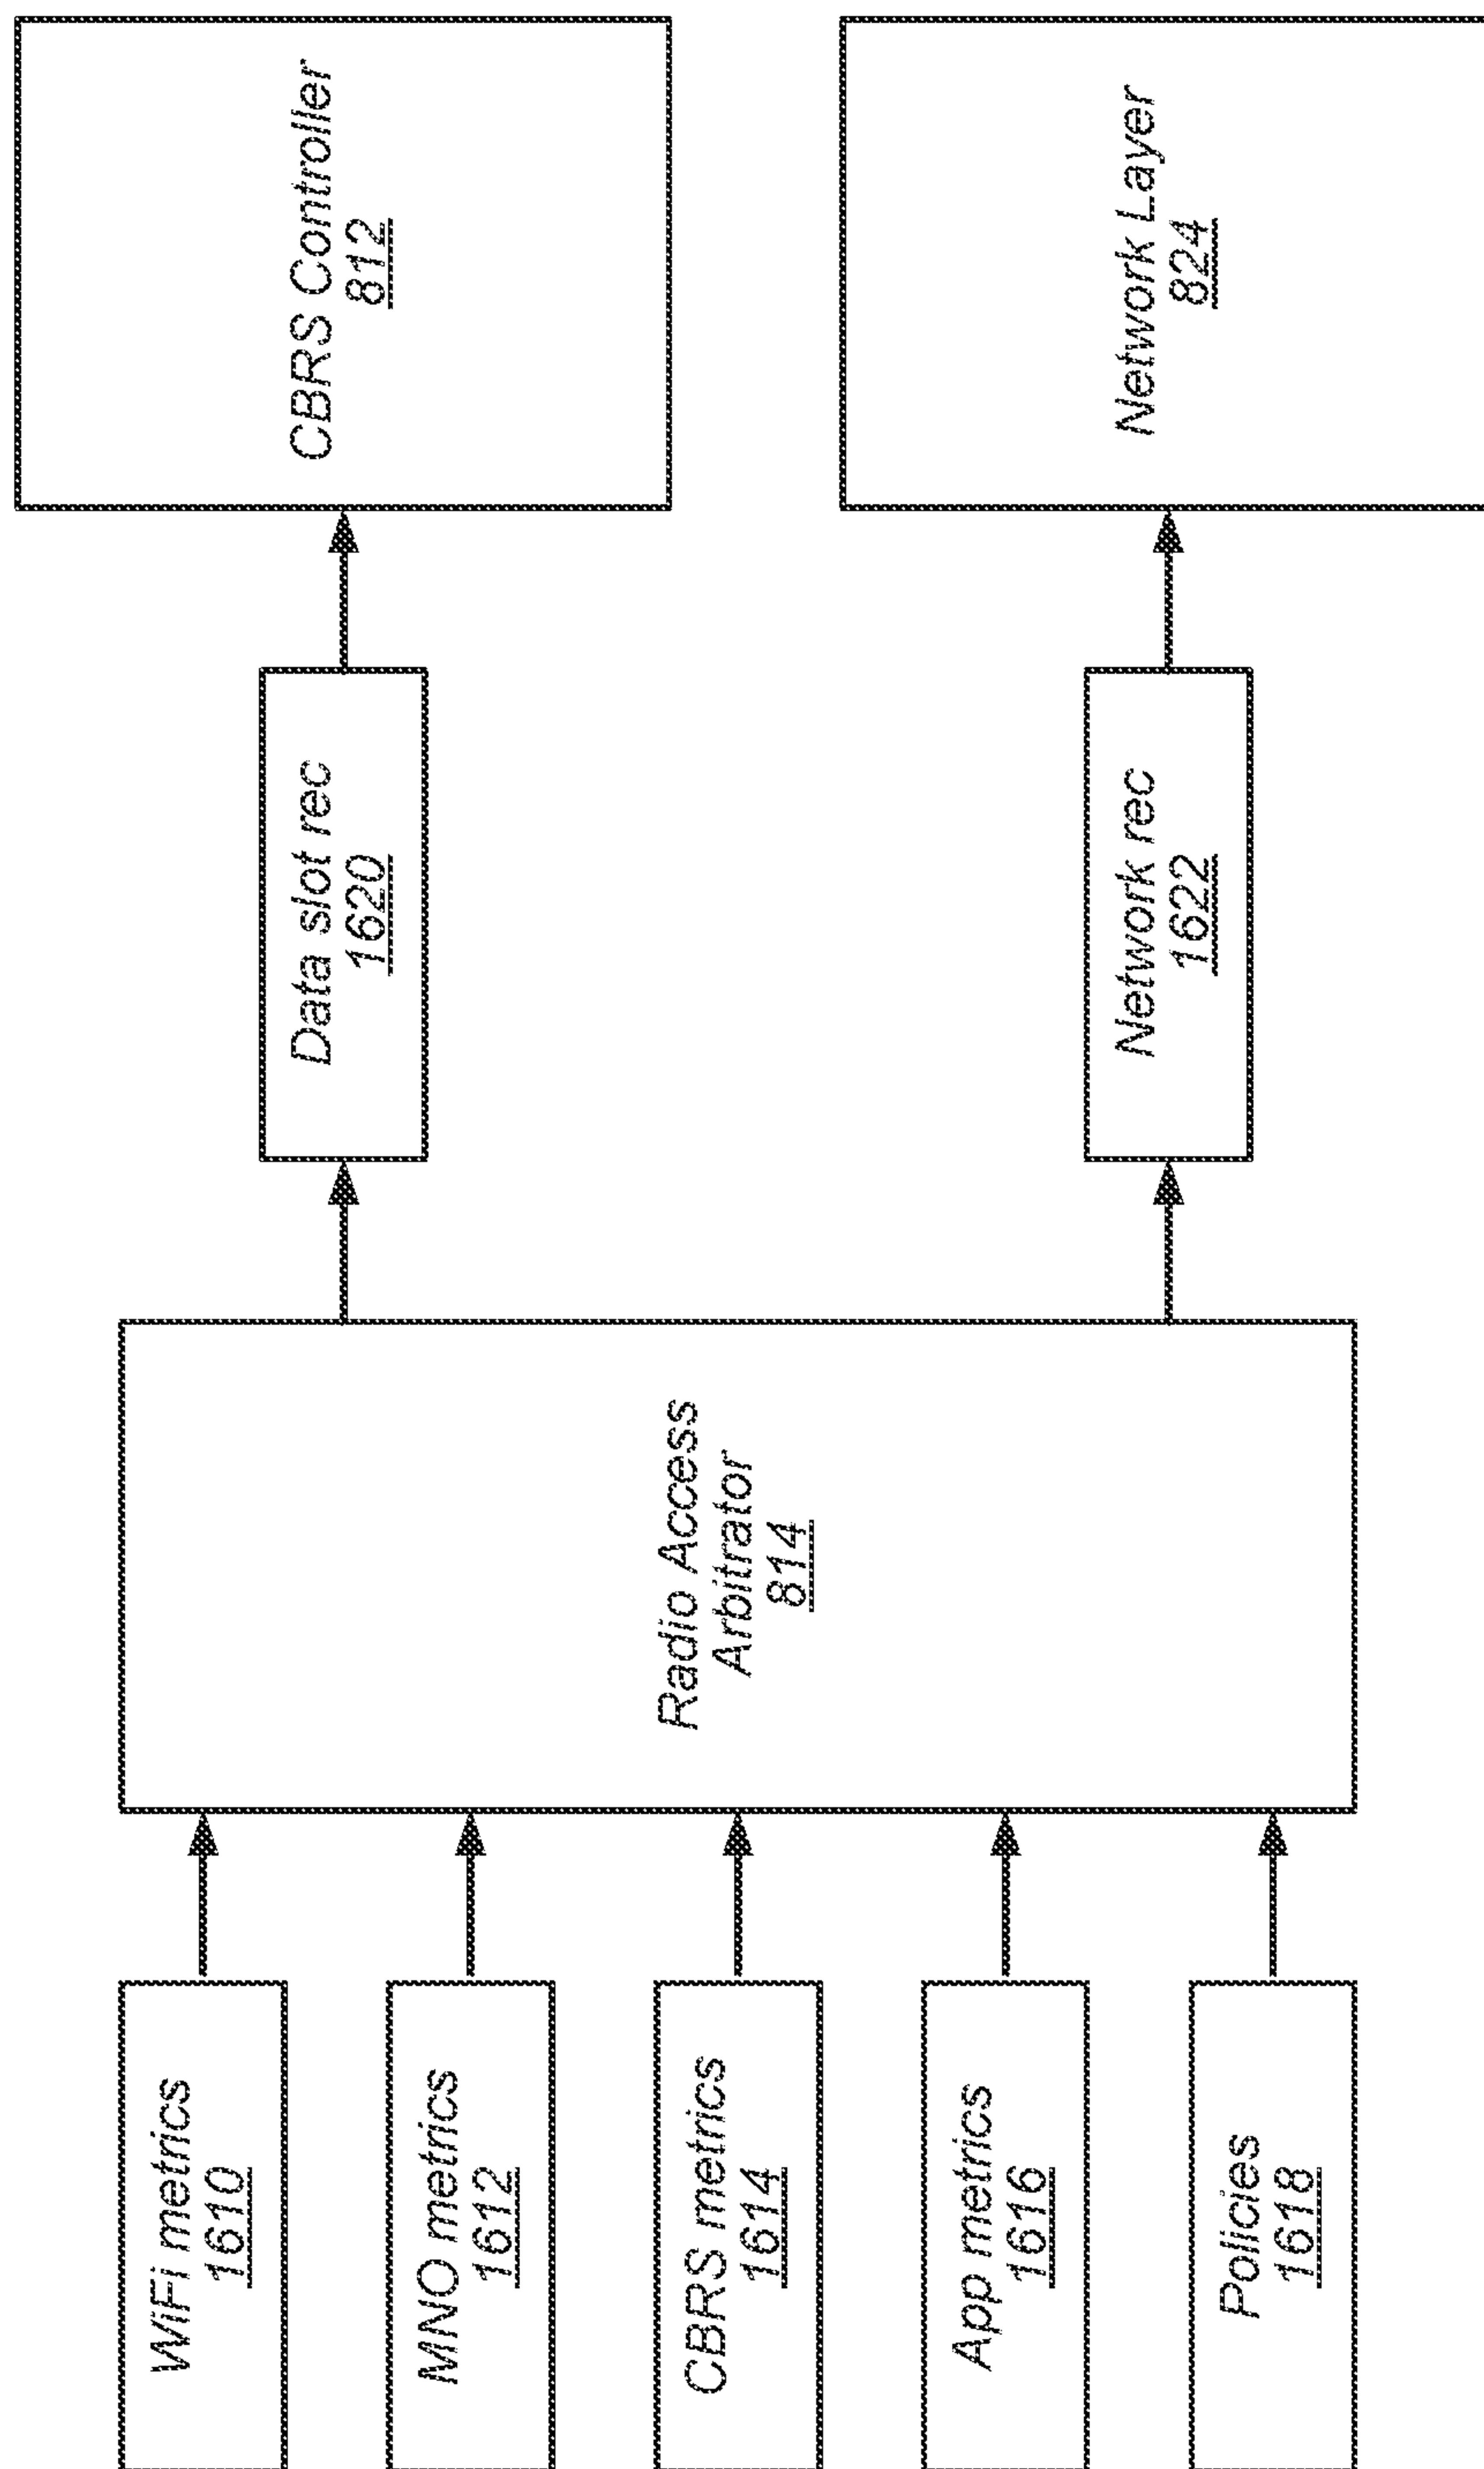 WiFi metrics
1610
MNO metrics
1612
CBRS metrics
1614
App metrics
1616
Policies
1618
Radio Access
Arbitrator
814
Data slot rec
1620
Network rec
1622
CBRS Controller
812
Network Layer
824